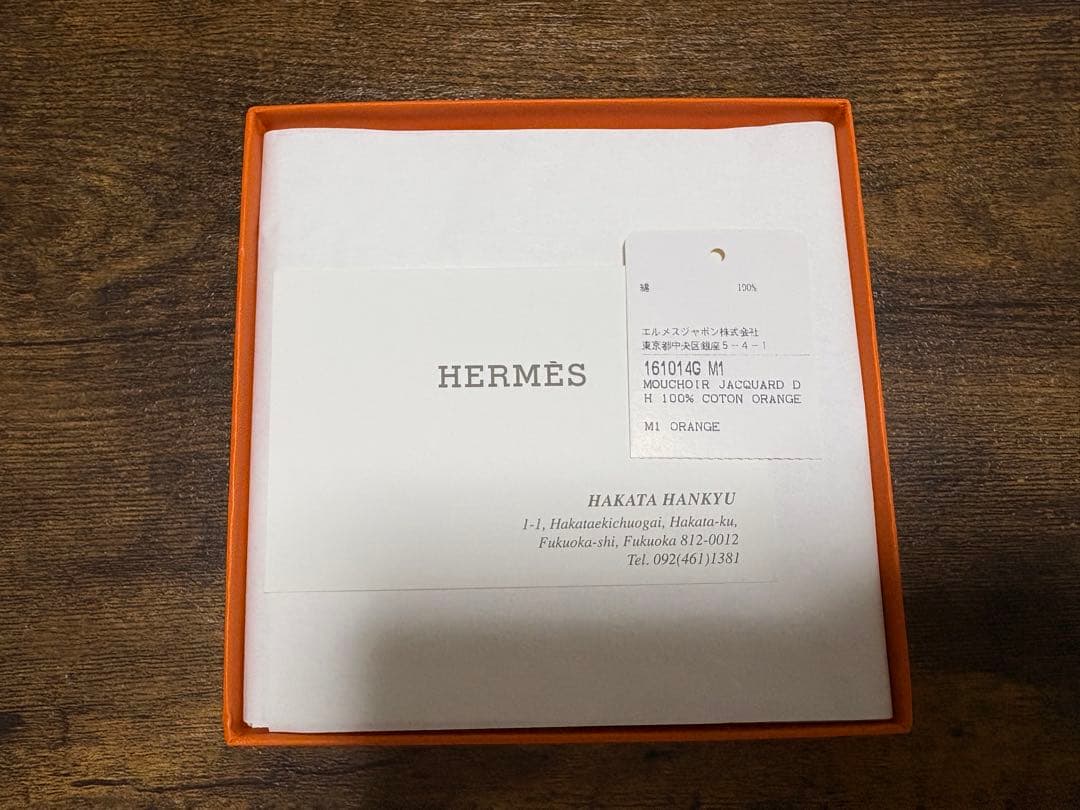 綿 100%
エルメスジャポン株式会社
東京都中央区銀座5-4-1
161014G M1
MOUCHOIR JACQUARD D
H 100% COTON ORANGE
M1 ORANGE
HERMÈS
HAKATA HANKYU
1-1, Hakataekichuogai, Hakata-ku,
Fukuoka-shi, Fukuoka 812-0012
Tel. 092(461)1381